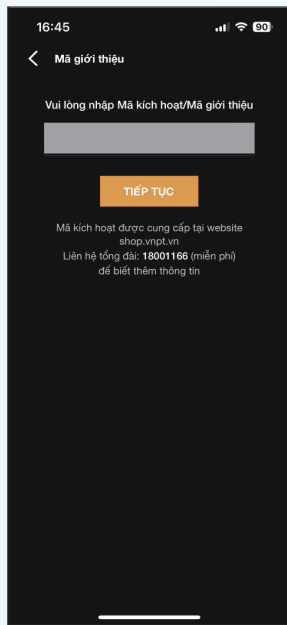 16:45
90
Mã giới thiệu
Vui lòng nhập Mã kích hoạt/Mã giới thiệu
TIẾP TỤC
Mã kích hoạt được cung cấp tại website
shop.vnpt.vn
Liên hệ tổng đài: 18001166 (miễn phí)
để biết thêm thông tin